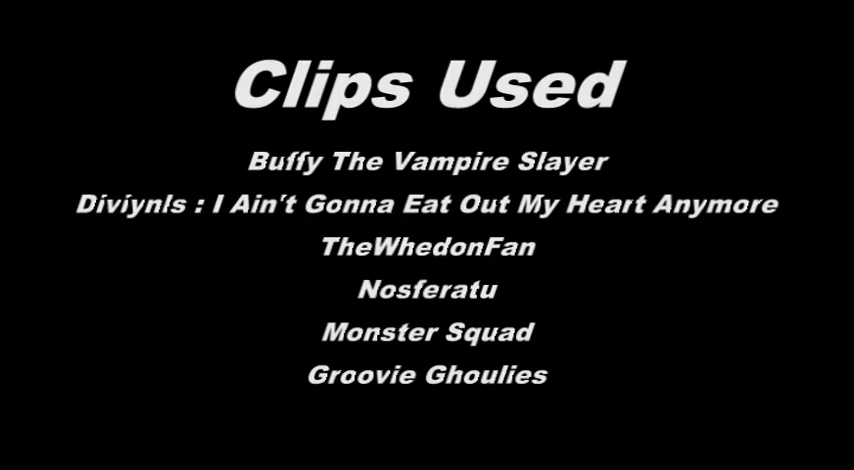 Clips Used
Buffy The Vampire Slayer
Diviynls : I Ain't Gonna Eat Out My Heart Anymore
TheWhedonFan
Nosferatu
Monster Squad
Groovie Ghoulies